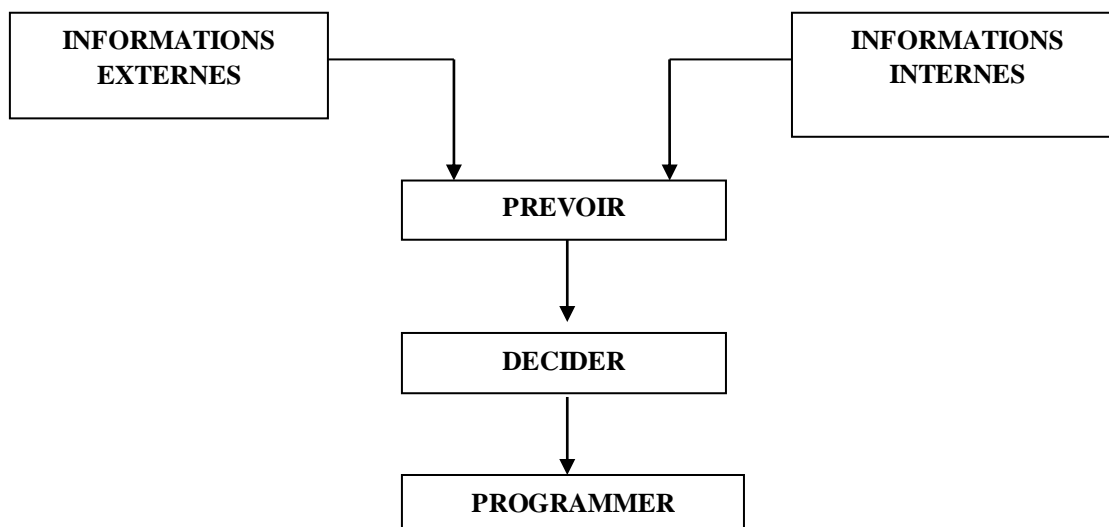 INFORMATIONS
EXTERNES
INFORMATIONS
INTERNES
PREVOIR
DECIDER
PROGRAMMER